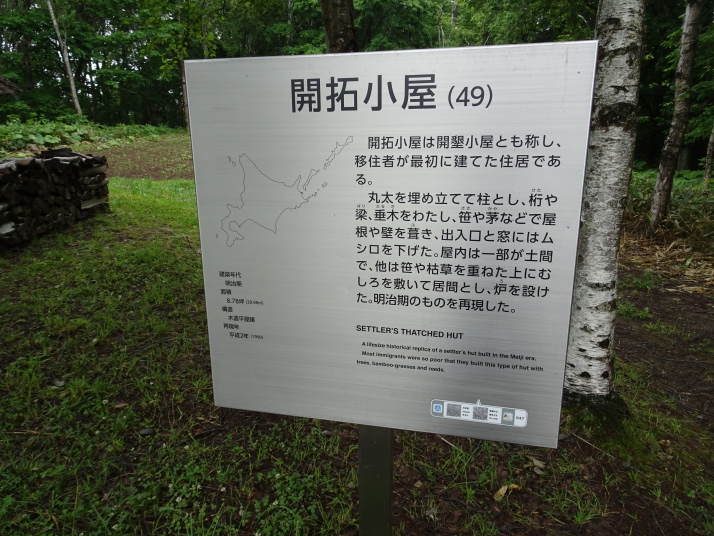 開拓小屋 (49)
開拓小屋は開墾小屋とも称し、
移住者が最初に建てた住居であ
る。
丸太を埋め立てて柱とし、桁や
梁、垂木をわたし、笹や茅などで屋
根や壁を葺き、出入口と窓にはム
シロを下げた。屋内は一部が土間
で、他は笹や枯草を重ねた上にむ
しろを敷いて居間とし、炉を設け
た。明治期のものを再現した。
建築年代
明治期
面積
8.78坪
構造
木造平屋建
再現年
平成2年 (1990)
SETTLER'S THATCHED HUT
A lifesize historical replica of a settler's hut built in the Meiji era.
Most immigrants were so poor that they built this type of hut with
trees, bamboo-grasses and reeds.